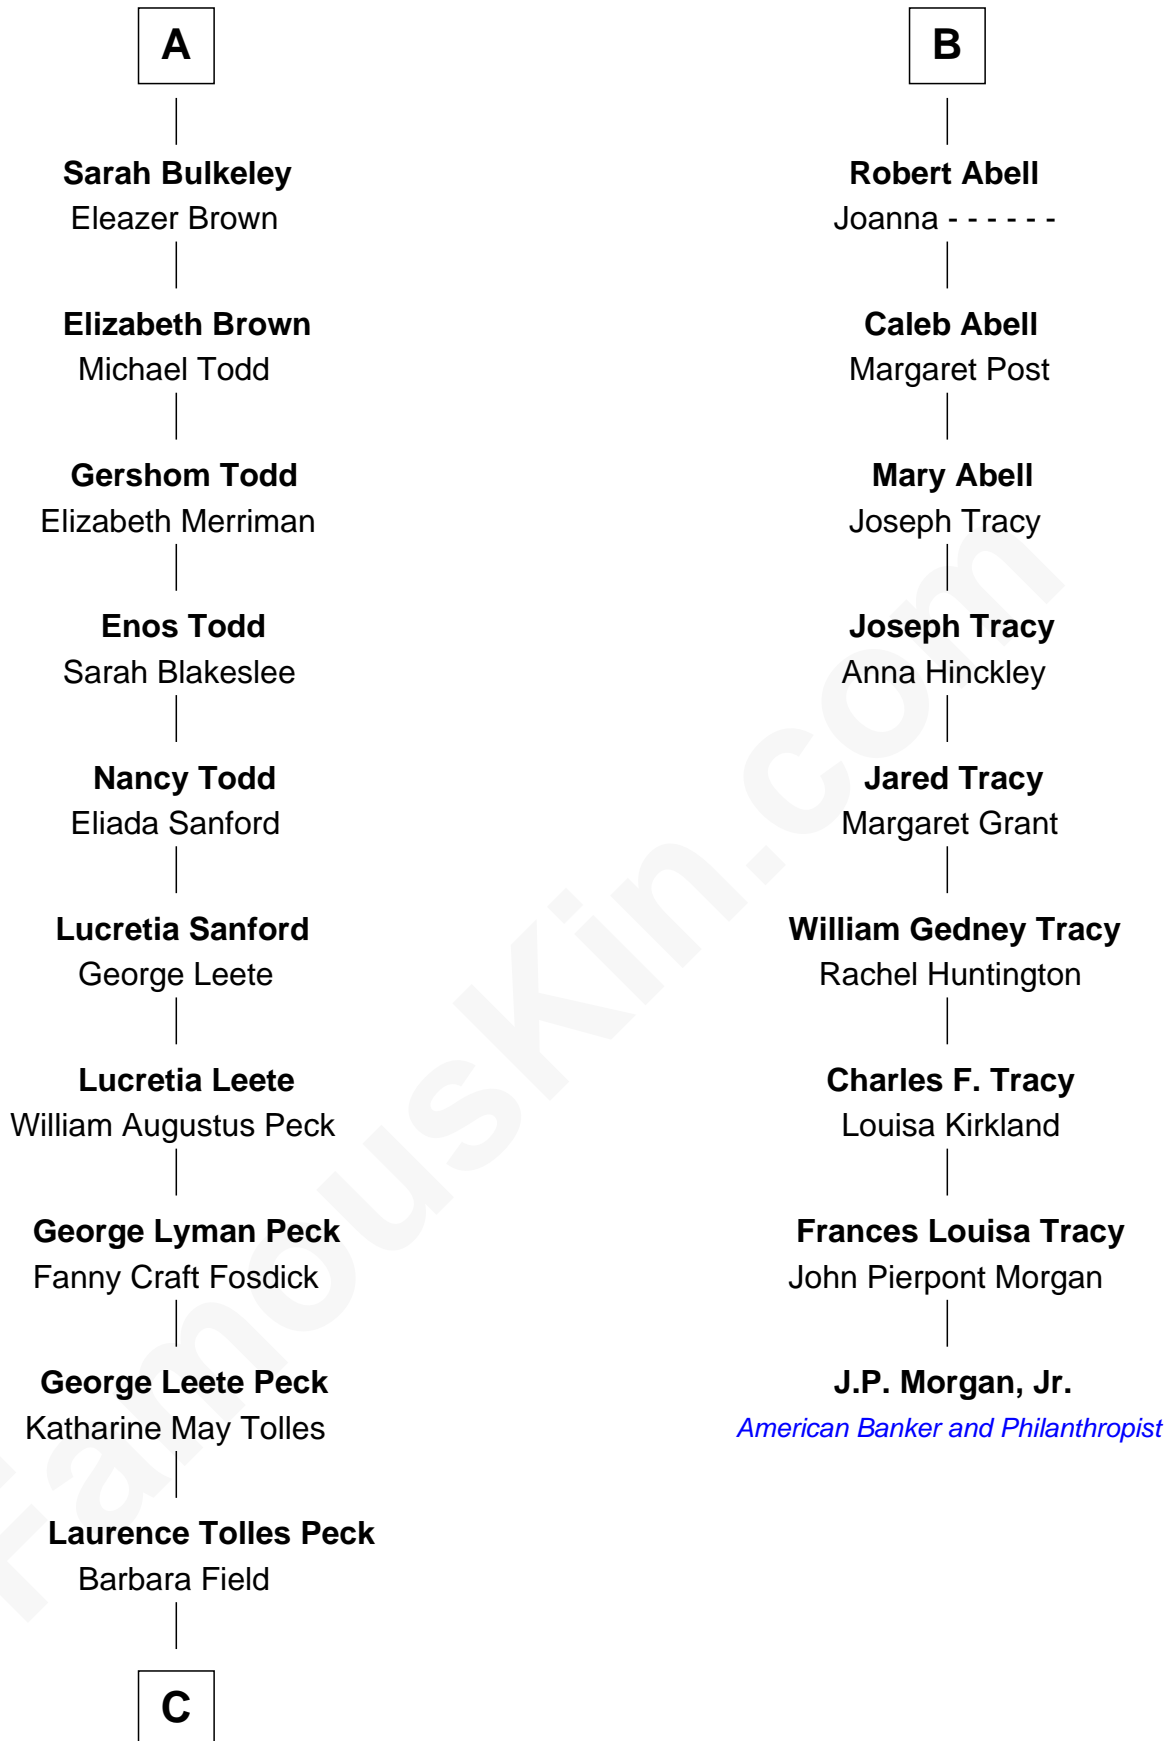 A
Sarah Bulkeley
Eleazer Brown
Elizabeth Brown
Michael Todd
Gershom Todd
Elizabeth Merriman
Enos Todd
Sarah Blakeslee
Nancy Todd
Eliada Sanford
Lucretia Sanford
George Leete
Lucretia Leete
William Augustus Peck
George Lyman Peck
Fanny Craft Fosdick
George Leete Peck
Katharine May Tolles
Laurence Tolles Peck
Barbara Field
C
B
Robert Abell
Joanna - - - - - -
Caleb Abell
Margaret Post
Mary Abell
Joseph Tracy
Joseph Tracy
Anna Hinckley
Jared Tracy
Margaret Grant
William Gedney Tracy
Rachel Huntington
Charles F. Tracy
Louisa Kirkland
Frances Louisa Tracy
John Pierpont Morgan
J.P. Morgan, Jr.
American Banker and Philanthropist
FamousKin.com